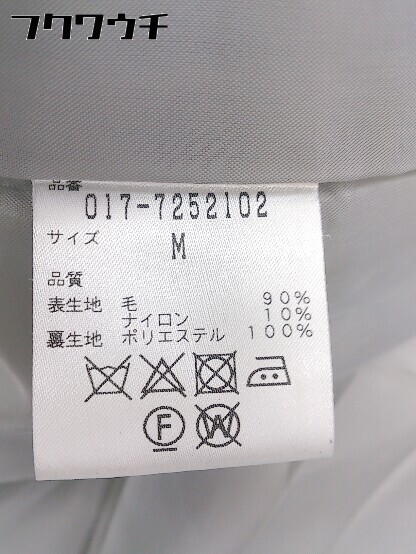 フクワウチ
品番
017-7252102
サイズ
M
品質
表生地 毛 90%
ナイロン 10%
裏生地 ポリエステル 100%
F W